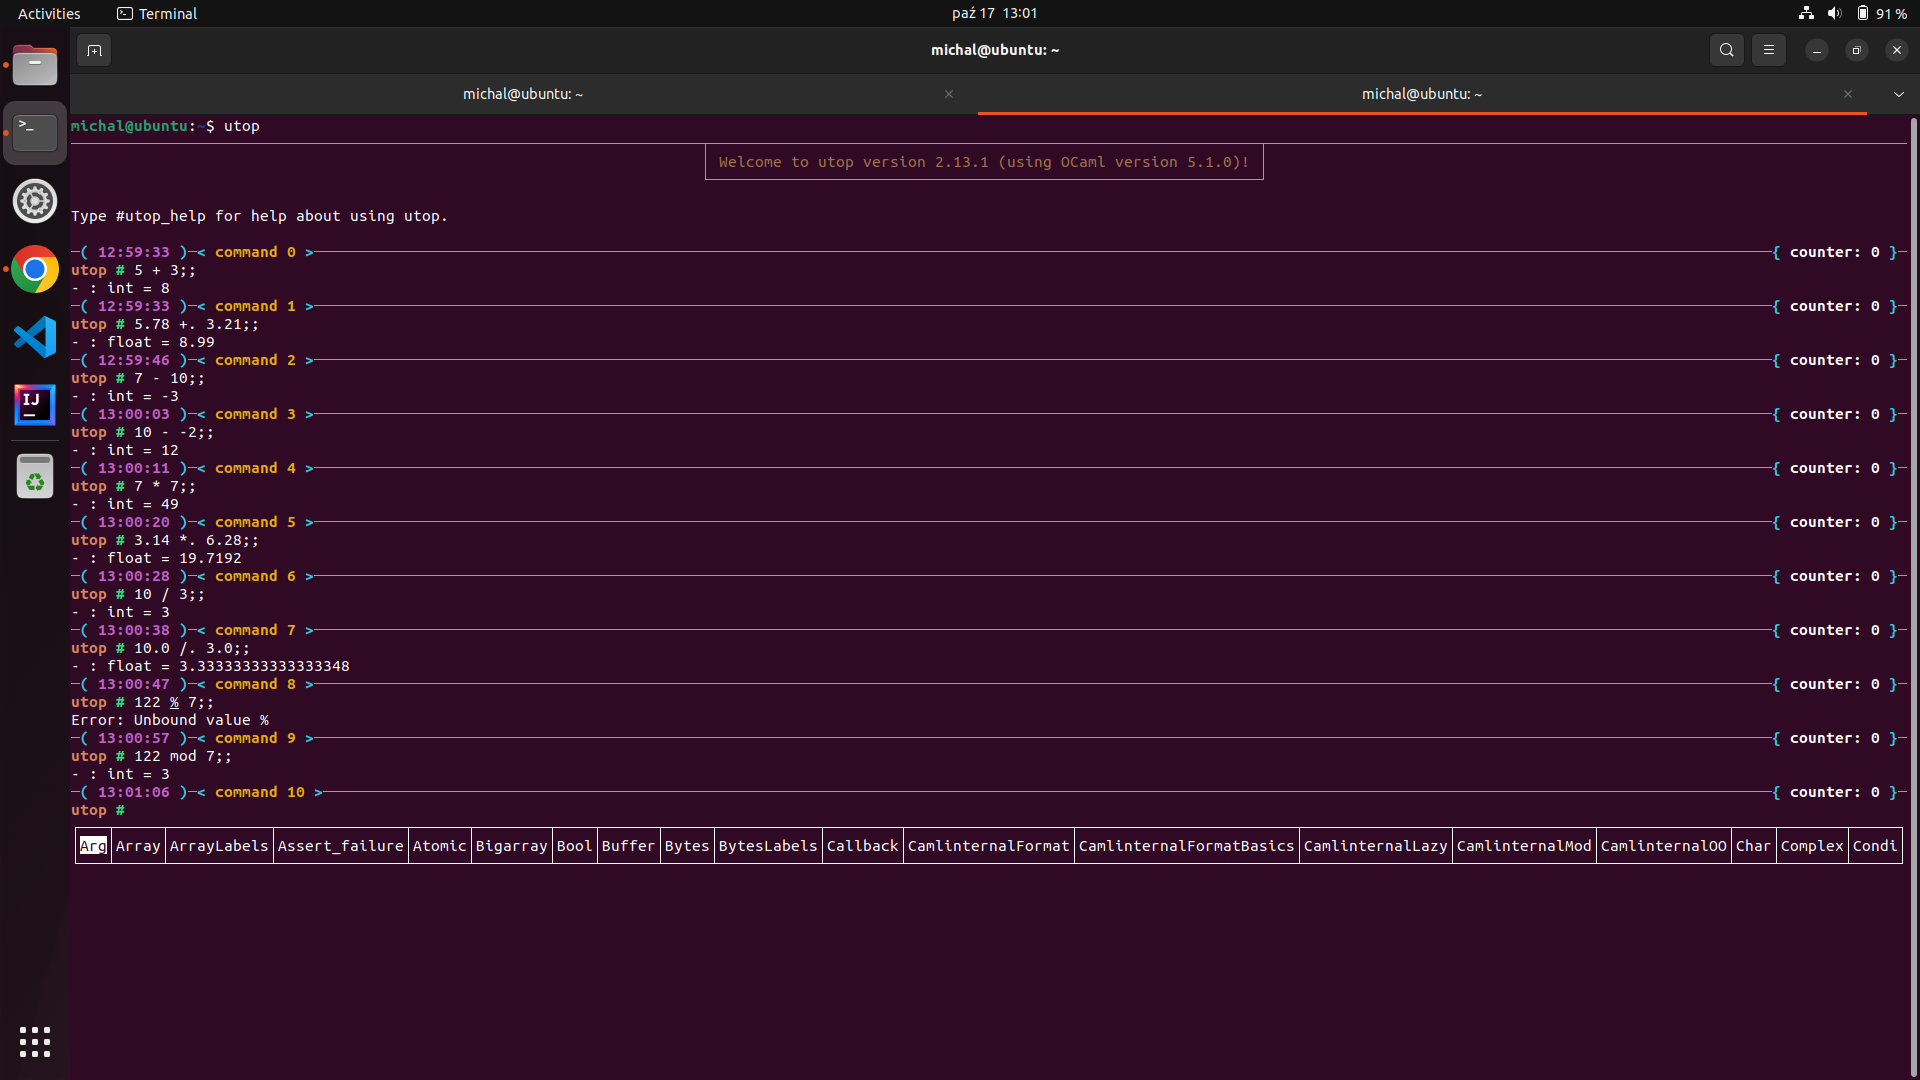 Activities
Terminal
paź 17 13:01
91 %
michal@ubuntu: ~
michal@ubuntu: ~
michal@ubuntu: ~
michal@ubuntu:~$ utop
Welcome to utop version 2.13.1 (using OCaml version 5.1.0)!
Type #utop_help for help about using utop.
─( 12:59:33 )─< command 0 >─{ counter: 0 }─
utop # 5 + 3;;
- : int = 8
─( 12:59:33 )─< command 1 >─{ counter: 0 }─
utop # 5.78 +. 3.21;;
- : float = 8.99
─( 12:59:46 )─< command 2 >─{ counter: 0 }─
utop # 7 - 10;;
- : int = -3
─( 13:00:03 )─< command 3 >─{ counter: 0 }─
utop # 10 - -2;;
- : int = 12
─( 13:00:11 )─< command 4 >─{ counter: 0 }─
utop # 7 * 7;;
- : int = 49
─( 13:00:20 )─< command 5 >─{ counter: 0 }─
utop # 3.14 *. 6.28;;
- : float = 19.7192
─( 13:00:28 )─< command 6 >─{ counter: 0 }─
utop # 10 / 3;;
- : int = 3
─( 13:00:38 )─< command 7 >─{ counter: 0 }─
utop # 10.0 /. 3.0;;
- : float = 3.33333333333333348
─( 13:00:47 )─< command 8 >─{ counter: 0 }─
utop # 122 % 7;;
Error: Unbound value %
─( 13:00:57 )─< command 9 >─{ counter: 0 }─
utop # 122 mod 7;;
- : int = 3
─( 13:01:06 )─< command 10 >─{ counter: 0 }─
utop #
Arg Array ArrayLabels Assert_failure Atomic Bigarray Bool Buffer Bytes BytesLabels Callback CamlinternalFormat CamlinternalFormatBasics CamlinternalLazy CamlinternalMod CamlinternalOO Char Complex Condi
>_
IJ